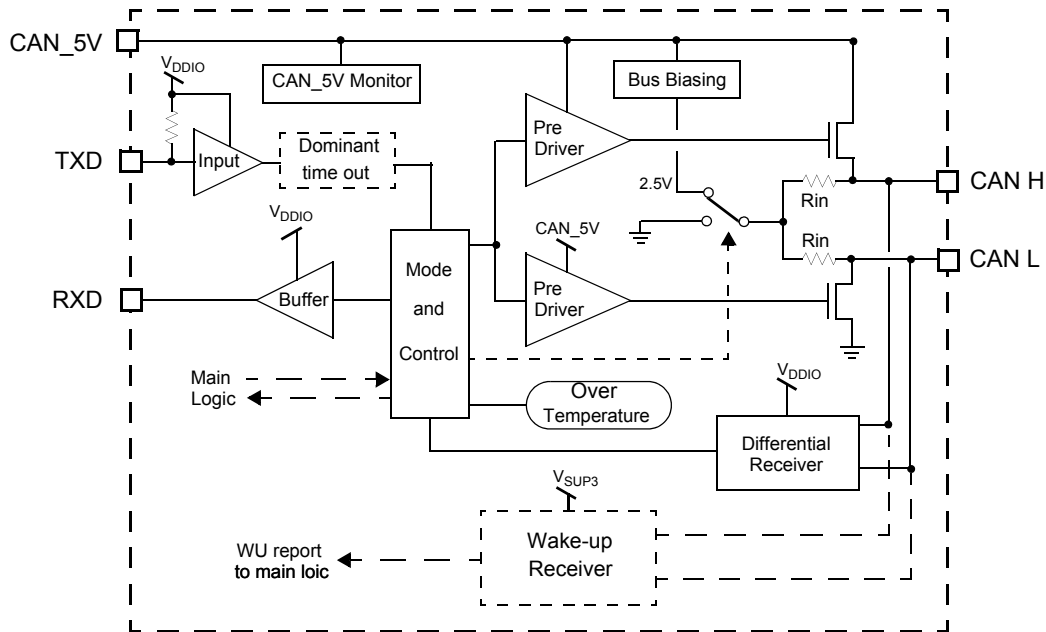 CAN_5V
VDDIO
CAN_5V Monitor
Bus Biasing
TXD
Input
Dominant
time out
Pre
Driver
2.5V
Rin
CAN H
VDDIO
CAN_5V
Rin
CAN L
RXD
Buffer
Mode
and
Control
Pre
Driver
Main
Logic
Over
Temperature
VDDIO
Differential
Receiver
VSUP3
Wake-up
Receiver
WU report
to main loic